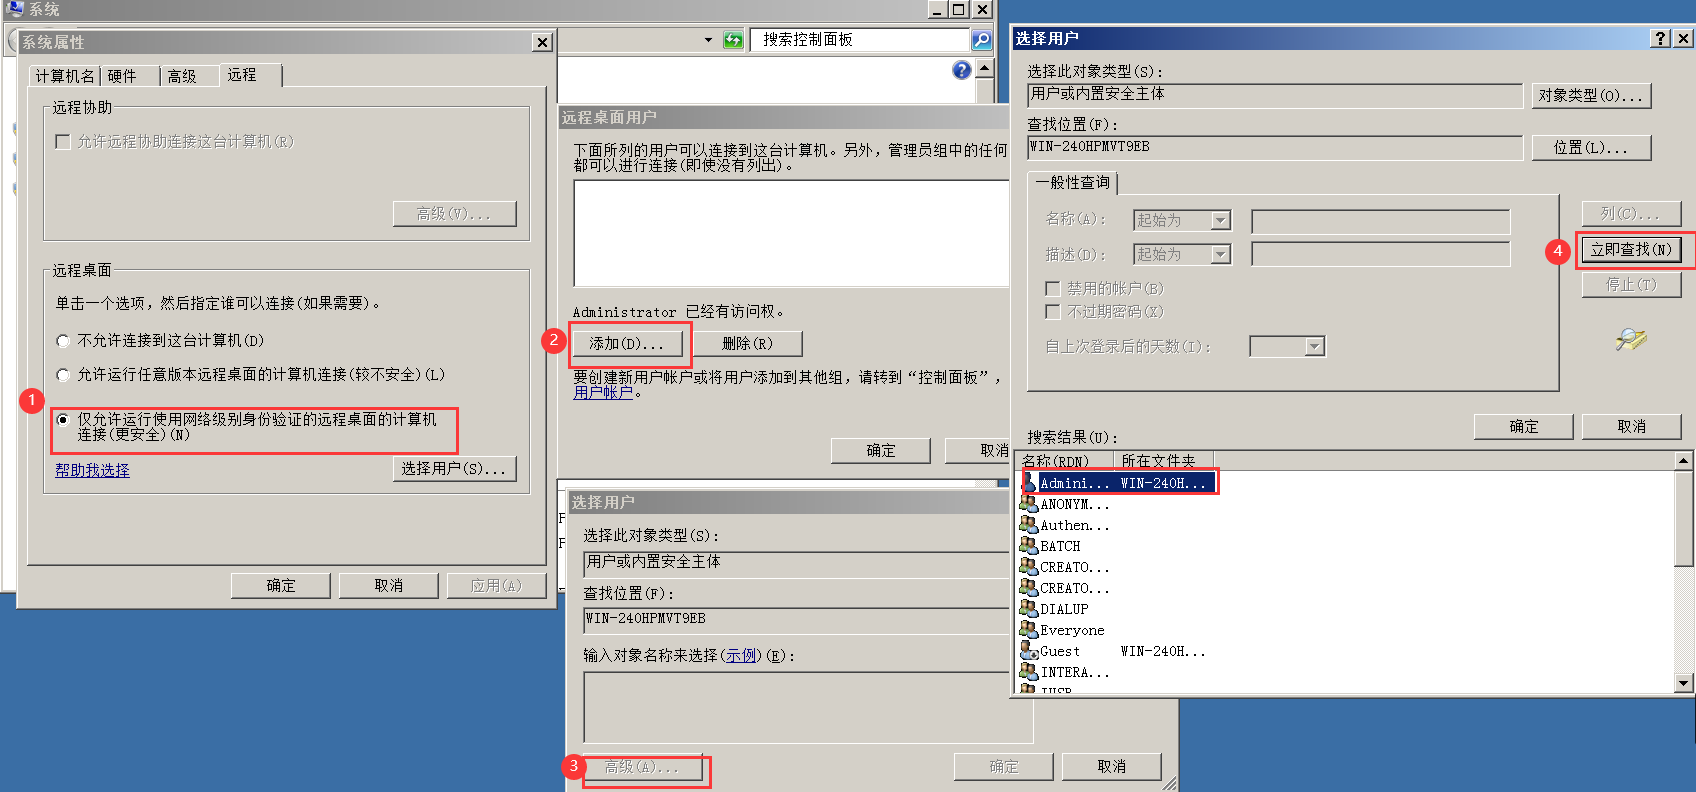 系统
搜索控制面板
系统属性
计算机名
硬件
高级
远程
远程协助
允许远程协助连接这台计算机(R)
高级(V)...
远程桌面
单击一个选项，然后指定谁可以连接(如果需要)。
不允许连接到这台计算机(D)
允许运行任意版本远程桌面的计算机连接(较不安全)(L)
1
仅允许运行使用网络级别身份验证的远程桌面的计算机
连接(更安全)(N)
帮助我选择
选择用户(S)...
确定
取消
应用(A)
远程桌面用户
下面所列的用户可以连接到这台计算机。另外，管理员组中的任何
都可以进行连接(即使没有列出)。
Administrator 已经有访问权。
2
添加(D)...
删除(R)
要创建新用户帐户或将用户添加到其他组，请转到“控制面板”，
用户帐户。
确定
取消
选择用户
选择此对象类型(S):
用户或内置安全主体
查找位置(F):
WIN-240HPMVT9EB
输入对象名称来选择(示例)(E):
3
高级(A)...
确定
取消
选择用户
选择此对象类型(S):
用户或内置安全主体
对象类型(O)...
查找位置(F):
WIN-240HPMVT9EB
位置(L)...
一般性查询
名称(A):
起始为
描述(D):
起始为
禁用的帐户(B)
不过期密码(X)
自上次登录后的天数(I):
列(C)...
4
立即查找(N)
停止(T)
确定
取消
搜索结果(U):
名称(RDN)
所在文件夹
Admini... WIN-240H...
ANONYM...
Authen...
BATCH
CREATO...
CREATO...
DIALUP
Everyone
Guest WIN-240H...
INTERA...
IUSR